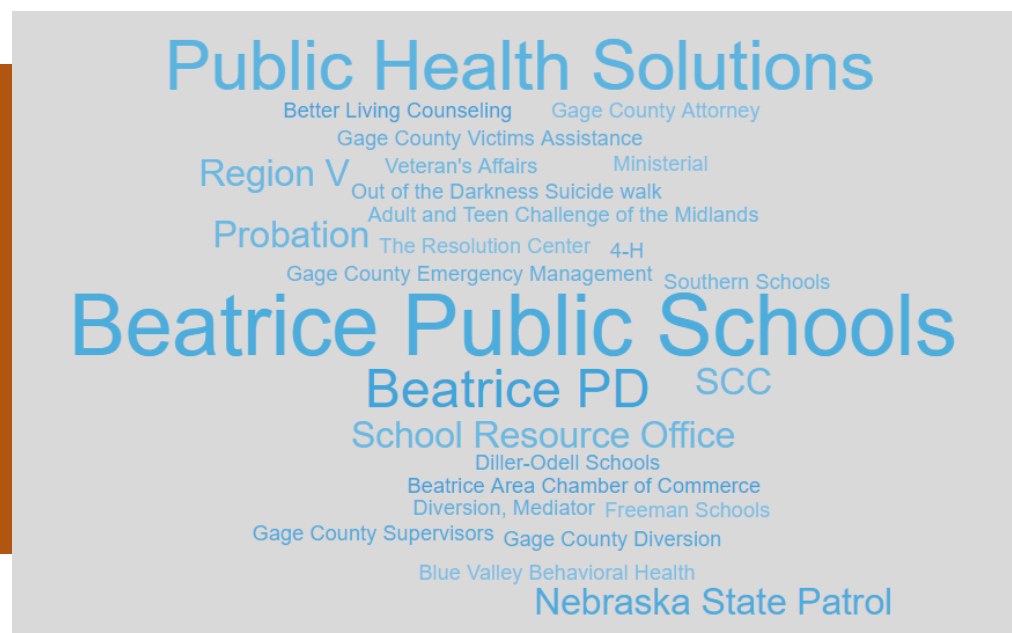 Public Health Solutions
Better Living Counseling Gage County Attorney
Gage County Victims Assistance
Region V Veteran's Affairs Ministerial
Out of the Darkness Suicide walk
Adult and Teen Challenge of the Midlands
Probation The Resolution Center 4-H
Gage County Emergency Management Southern Schools
Beatrice Public Schools
Beatrice PD SCC
School Resource Office
Diller-Odell Schools
Beatrice Area Chamber of Commerce
Diversion, Mediator Freeman Schools
Gage County Supervisors Gage County Diversion
Blue Valley Behavioral Health
Nebraska State Patrol